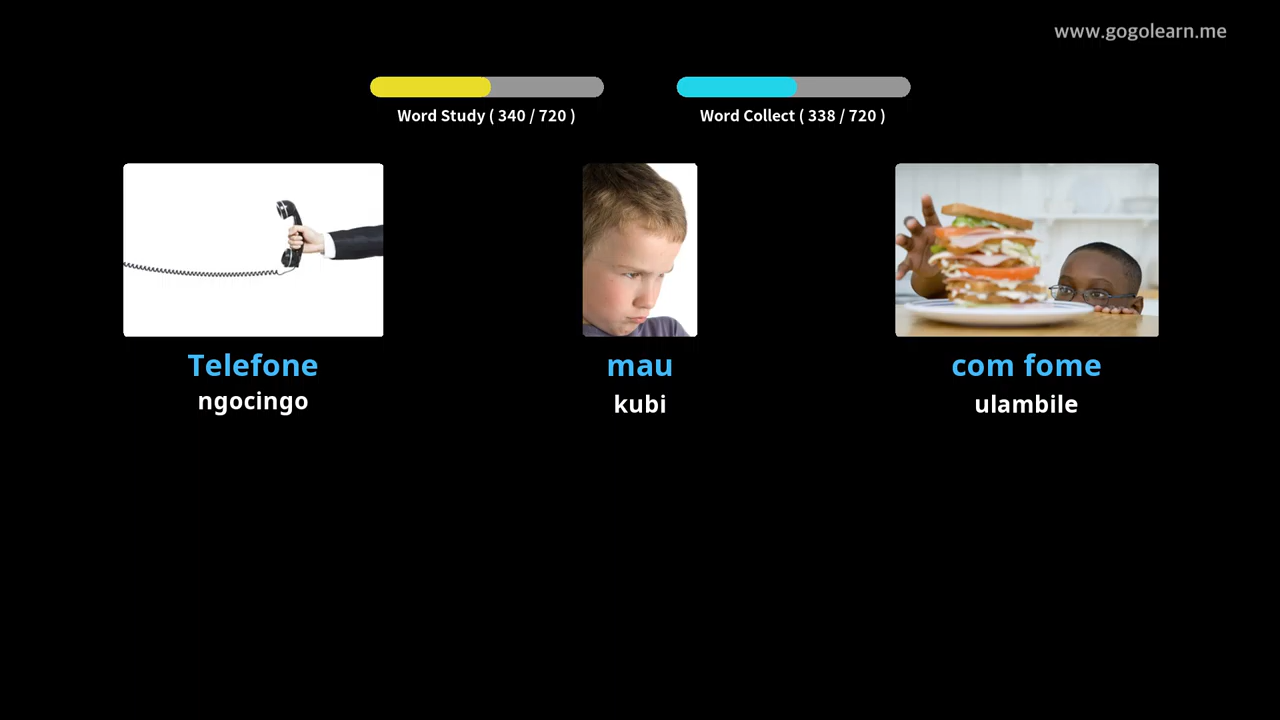 www.gogolearn.me
Word Study ( 340 / 720 )
Word Collect ( 338 / 720 )
Telefone
ngocingo
mau
kubi
com fome
ulambile